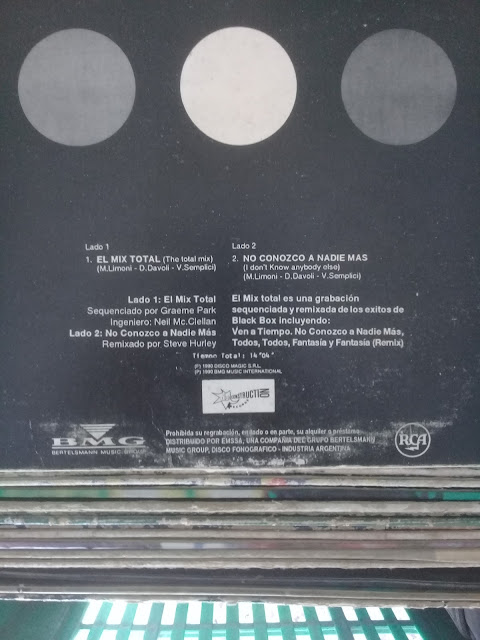 Lado 1
1. EL MIX TOTAL (The total mix)
(M.Limoni - D.Davoli - V.Semplici)
Lado 2
2. NO CONOZCO A NADIE MAS
(I don't Know anybody else)
(M.Limoni - D.Davoli - V.Semplici)
Lado 1: El Mix Total
Sequenciado por Graeme Park
Ingeniero: Neil Mc.Clellan
Lado 2: No Conozco a Nadie Más
Remixado por Steve Hurley
El Mix total es una grabación
sequenciada y remixada de los exitos de
Black Box incluyendo:
Ven a Tiempo. No Conozco a Nadie Más,
Todos, Todos, Fantasía y Fantasía (Remix)
Tiempo Total: 14'04"
(P) 1990 DISCO MAGIC S.R.L.
(P) 1990 BMG MUSIC INTERNATIONAL
BMG
BERTELSMANN MUSIC GROUP
Prohibida su regrabación, en todo o en parte, su alquiler o préstamo
DISTRIBUIDO POR EMSSA; UNA COMPAÑIA DEL GRUPO BERTELSMANN
MUSIC GROUP, DISCO FONOGRAFICO - INDUSTRIA ARGENTINA
RCA